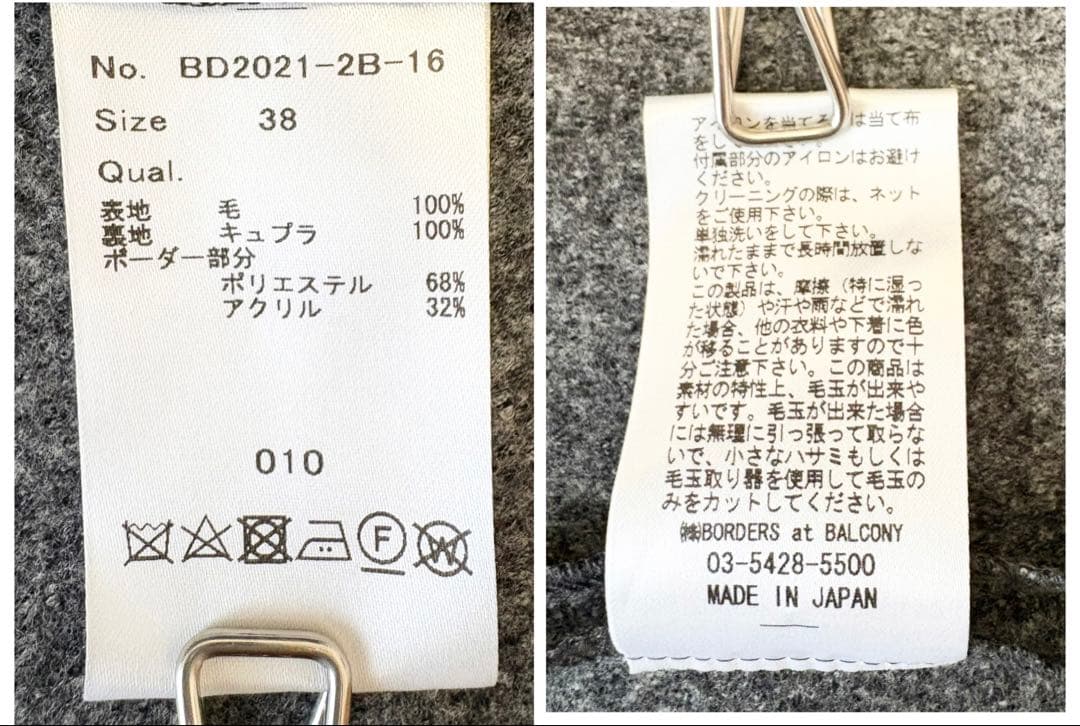 No. BD2021-2B-16
Size 38
Qual.
表地 毛 100%
裏地 キュプラ 100%
ボーダー部分
ポリエステル 68%
アクリル 32%
010
F
W
アイロンを当てる は当て布
をし
付属部分のアイロンはお避け
ください。
クリーニングの際は、ネット
をご使用下さい。
単独洗いをして下さい。
濡れたままで長時間放置しな
いで下さい。
この製品は、摩擦（特に湿っ
た状態）や汗や雨などで濡れ
た場合、他の衣料や下着に色
が移ることがありますので十
分ご注意下さい。この商品は
素材の特性上、毛玉が出来や
すいです。毛玉が出来た場合
には無理に引っ張って取らな
いで、小さなハサミもしくは
毛玉取り器を使用して毛玉の
みをカットしてください。
㈱BORDERS at BALCONY
03-5428-5500
MADE IN JAPAN